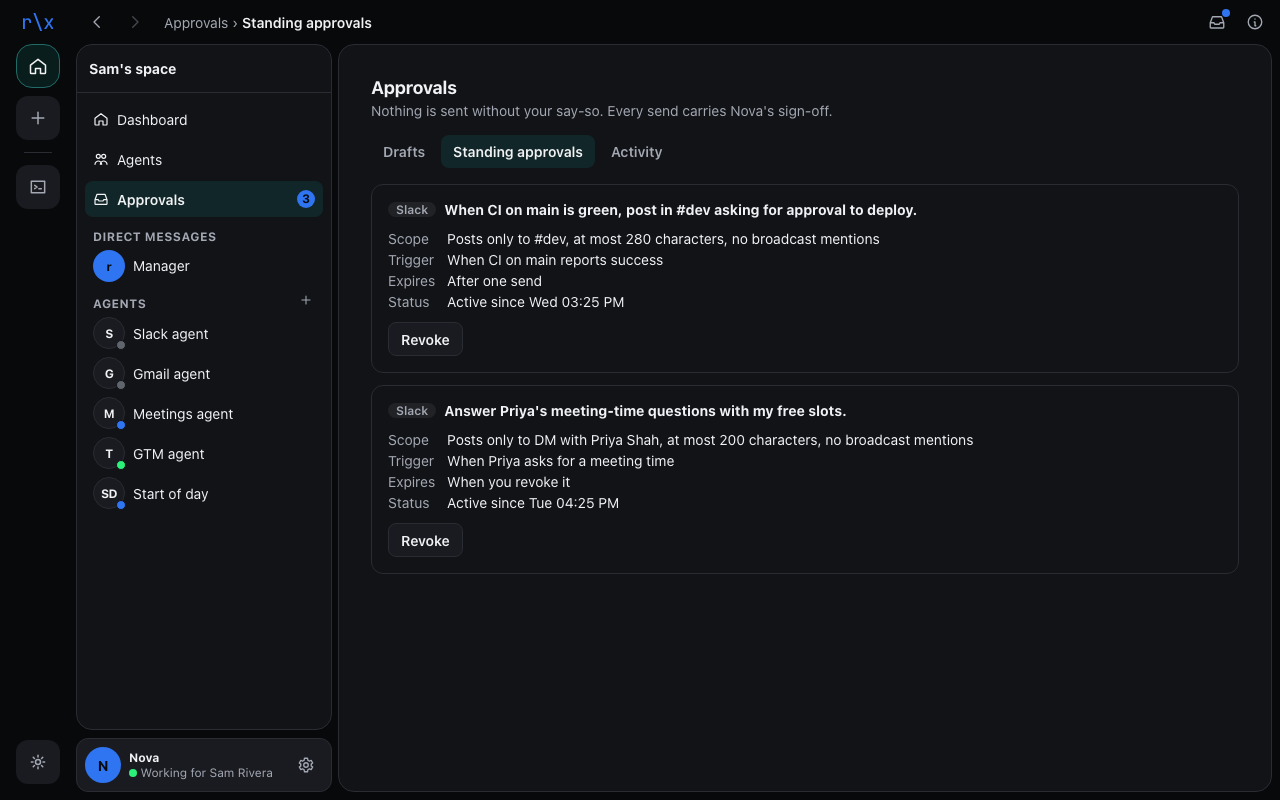 r\x
Approvals › Standing approvals
Sam's space
Dashboard
Agents
Approvals 3
DIRECT MESSAGES
r Manager
AGENTS
S Slack agent
G Gmail agent
M Meetings agent
T GTM agent
SD Start of day
N Nova
Working for Sam Rivera
Approvals
Nothing is sent without your say-so. Every send carries Nova's sign-off.
Drafts Standing approvals Activity
Slack When CI on main is green, post in #dev asking for approval to deploy.
Scope Posts only to #dev, at most 280 characters, no broadcast mentions
Trigger When CI on main reports success
Expires After one send
Status Active since Wed 03:25 PM
Revoke
Slack Answer Priya's meeting-time questions with my free slots.
Scope Posts only to DM with Priya Shah, at most 200 characters, no broadcast mentions
Trigger When Priya asks for a meeting time
Expires When you revoke it
Status Active since Tue 04:25 PM
Revoke